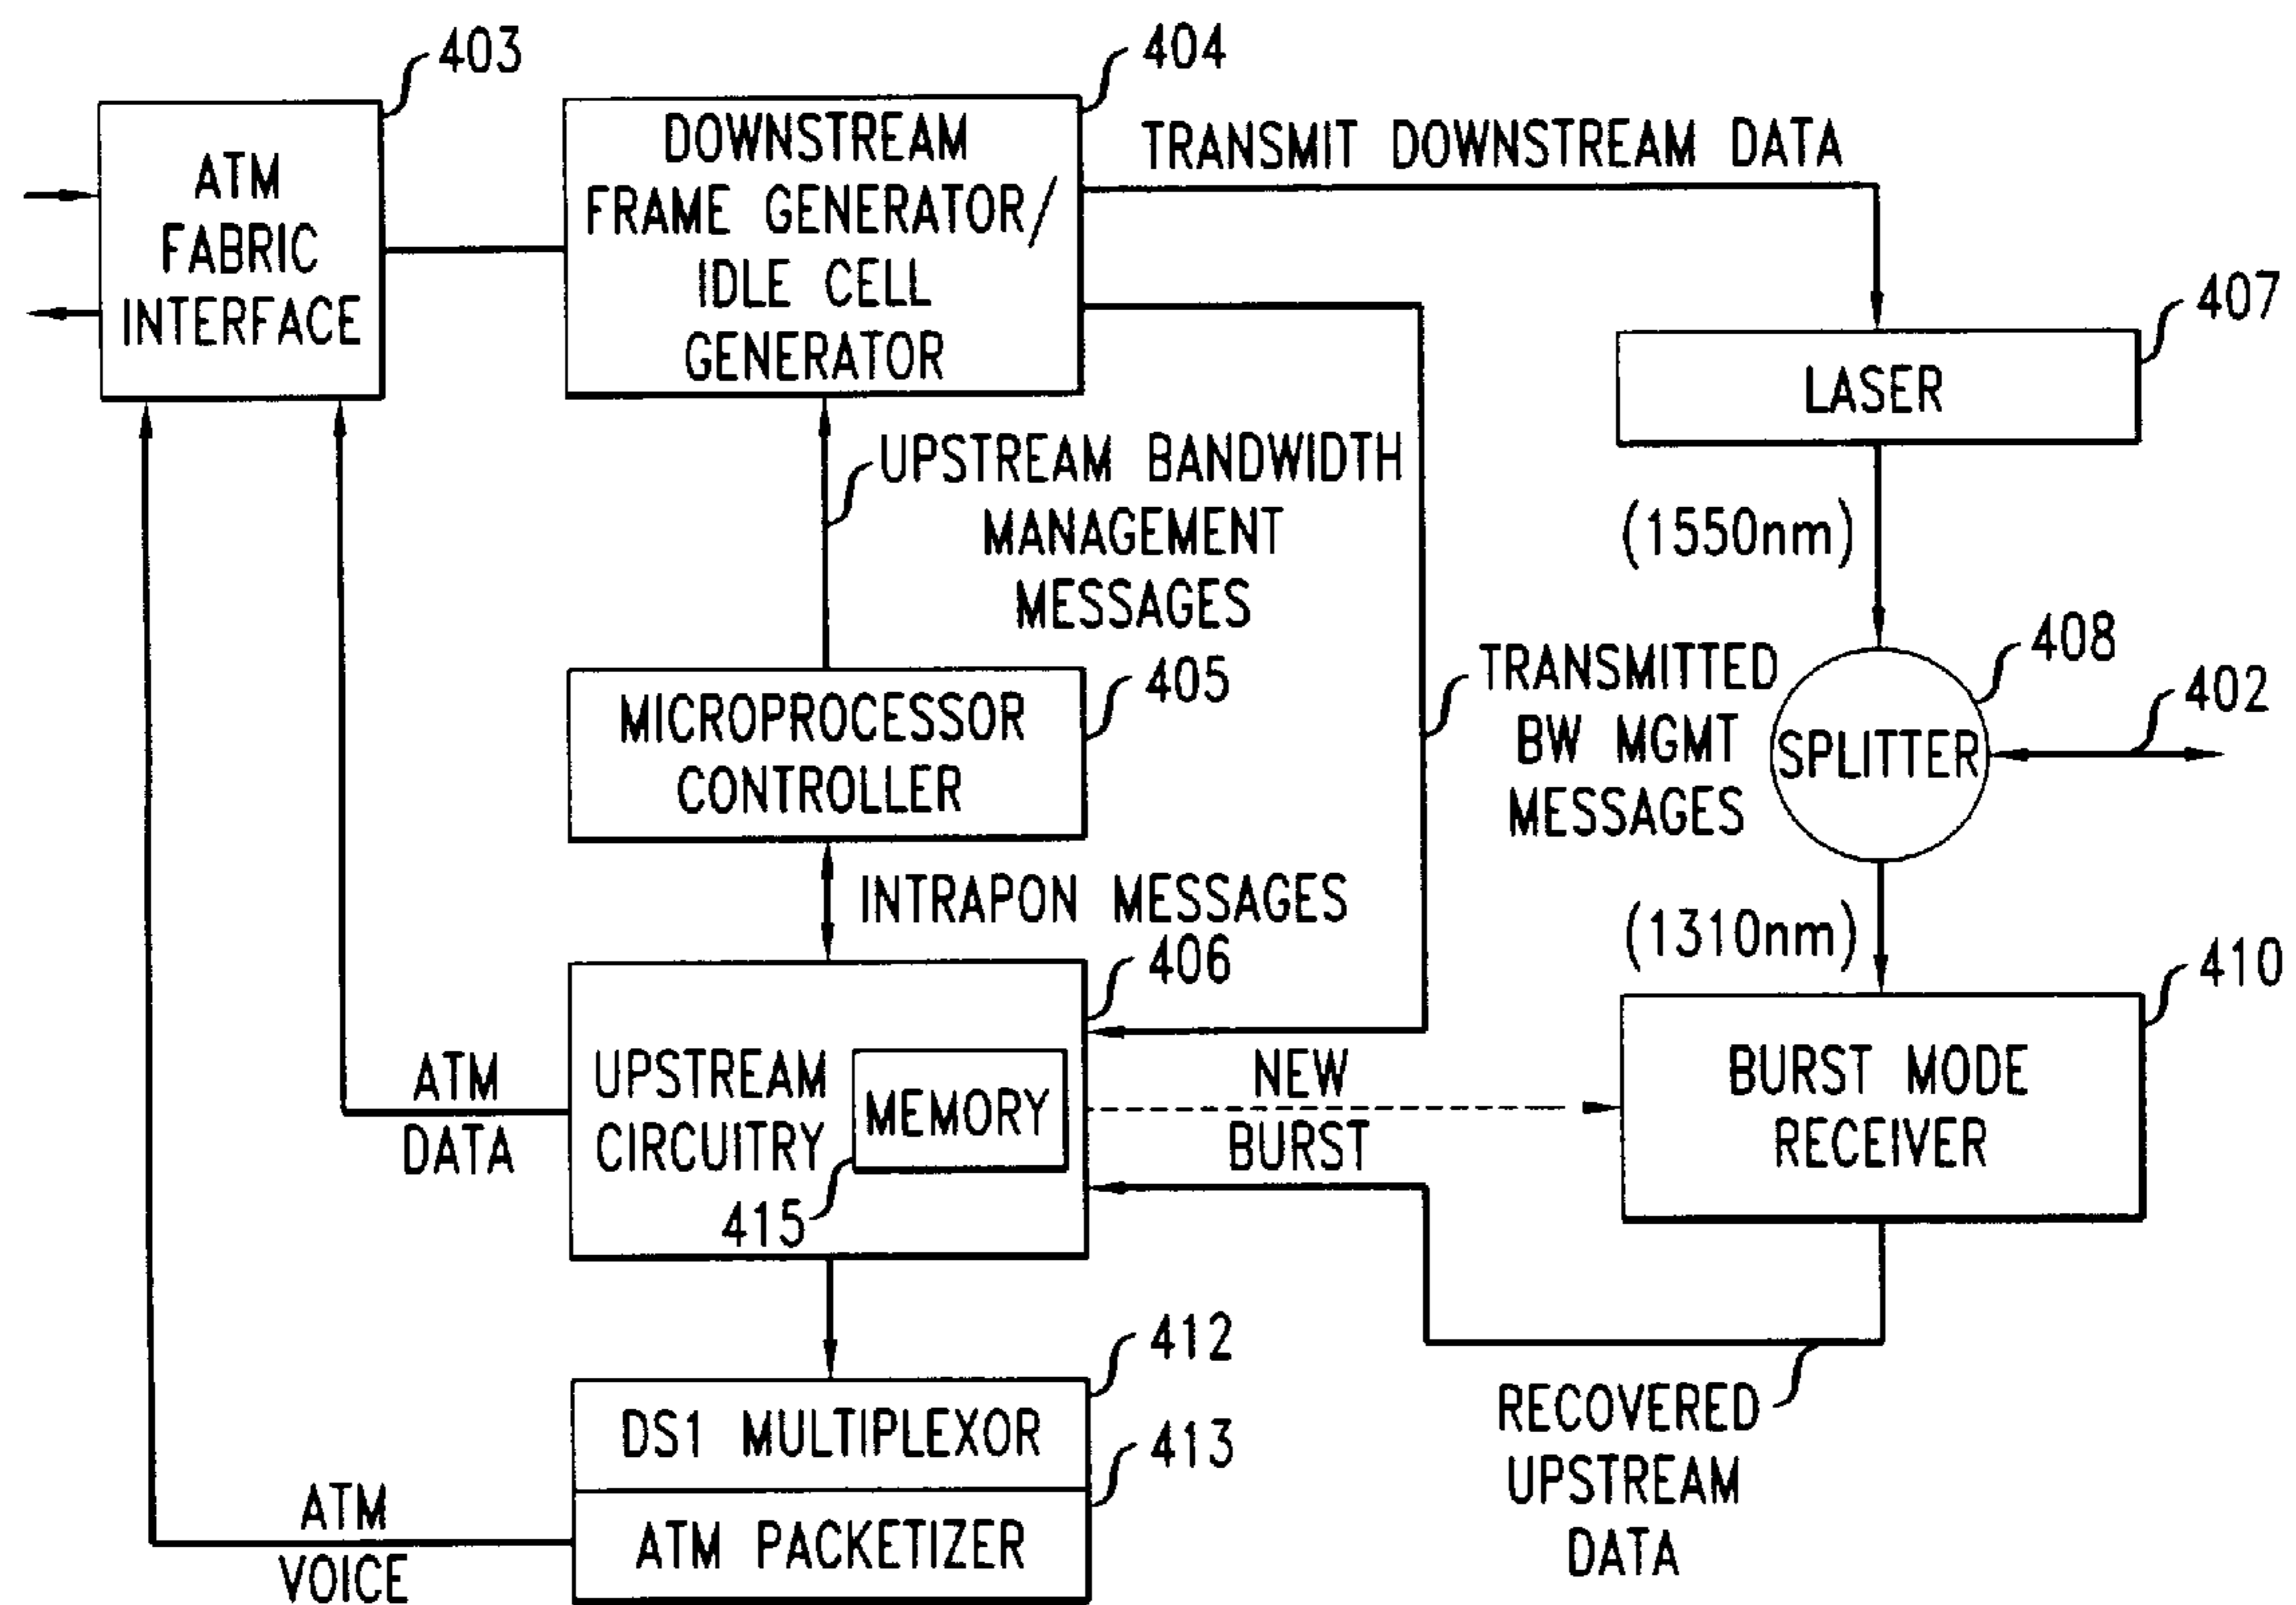 403
ATM
FABRIC
INTERFACE
404
DOWNSTREAM
FRAME GENERATOR/
IDLE CELL
GENERATOR
TRANSMIT DOWNSTREAM DATA
407
LASER
(1550nm)
UPSTREAM BANDWIDTH
MANAGEMENT
MESSAGES
405
MICROPROCESSOR
CONTROLLER
TRANSMITTED
BW MGMT
MESSAGES
408
SPLITTER
402
(1310nm)
INTRAPON MESSAGES
406
UPSTREAM
CIRCUITRY
MEMORY
415
ATM
DATA
NEW
BURST
410
BURST MODE
RECEIVER
RECOVERED
UPSTREAM
DATA
412
DS1 MULTIPLEXOR
413
ATM PACKETIZER
ATM
VOICE